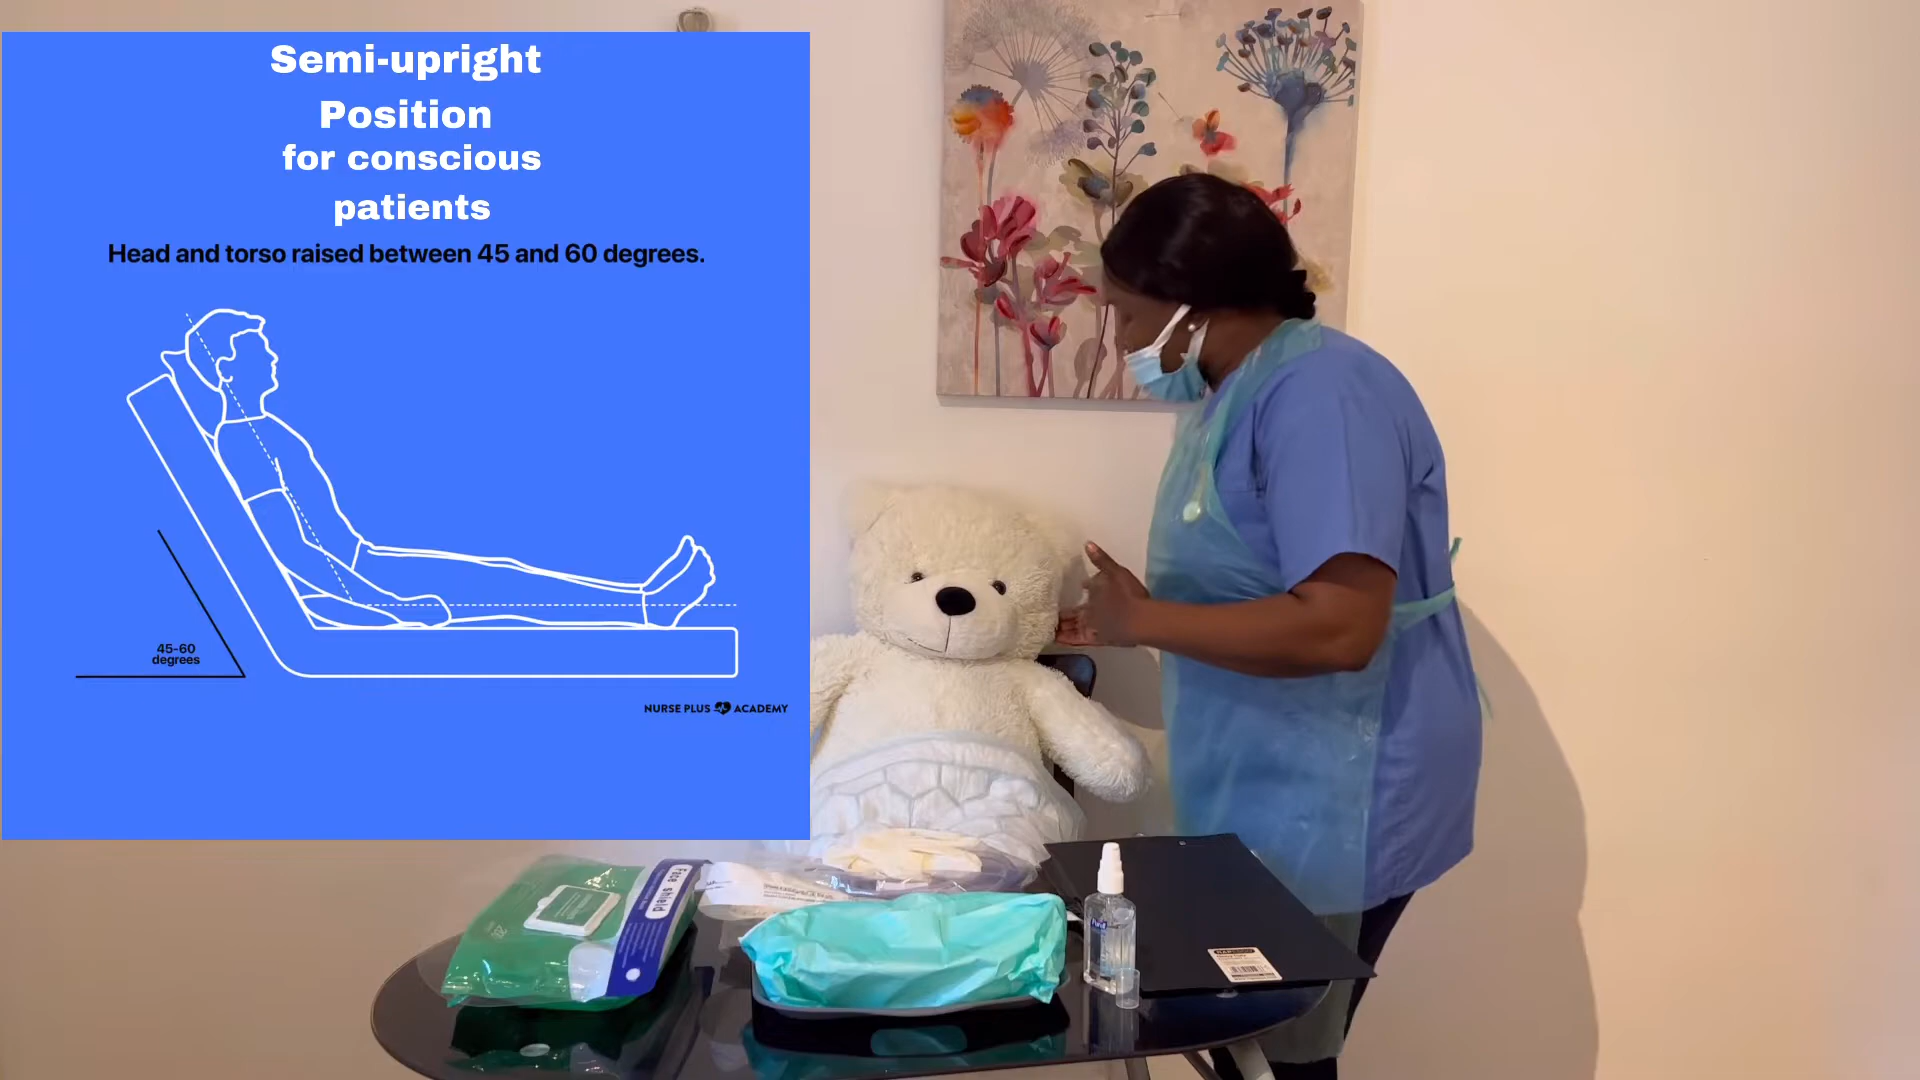 Semi-upright
Position
for conscious
patients
Head and torso raised between 45 and 60 degrees.
45-60
degrees
NURSE PLUS ACADEMY
Face shield
Purell